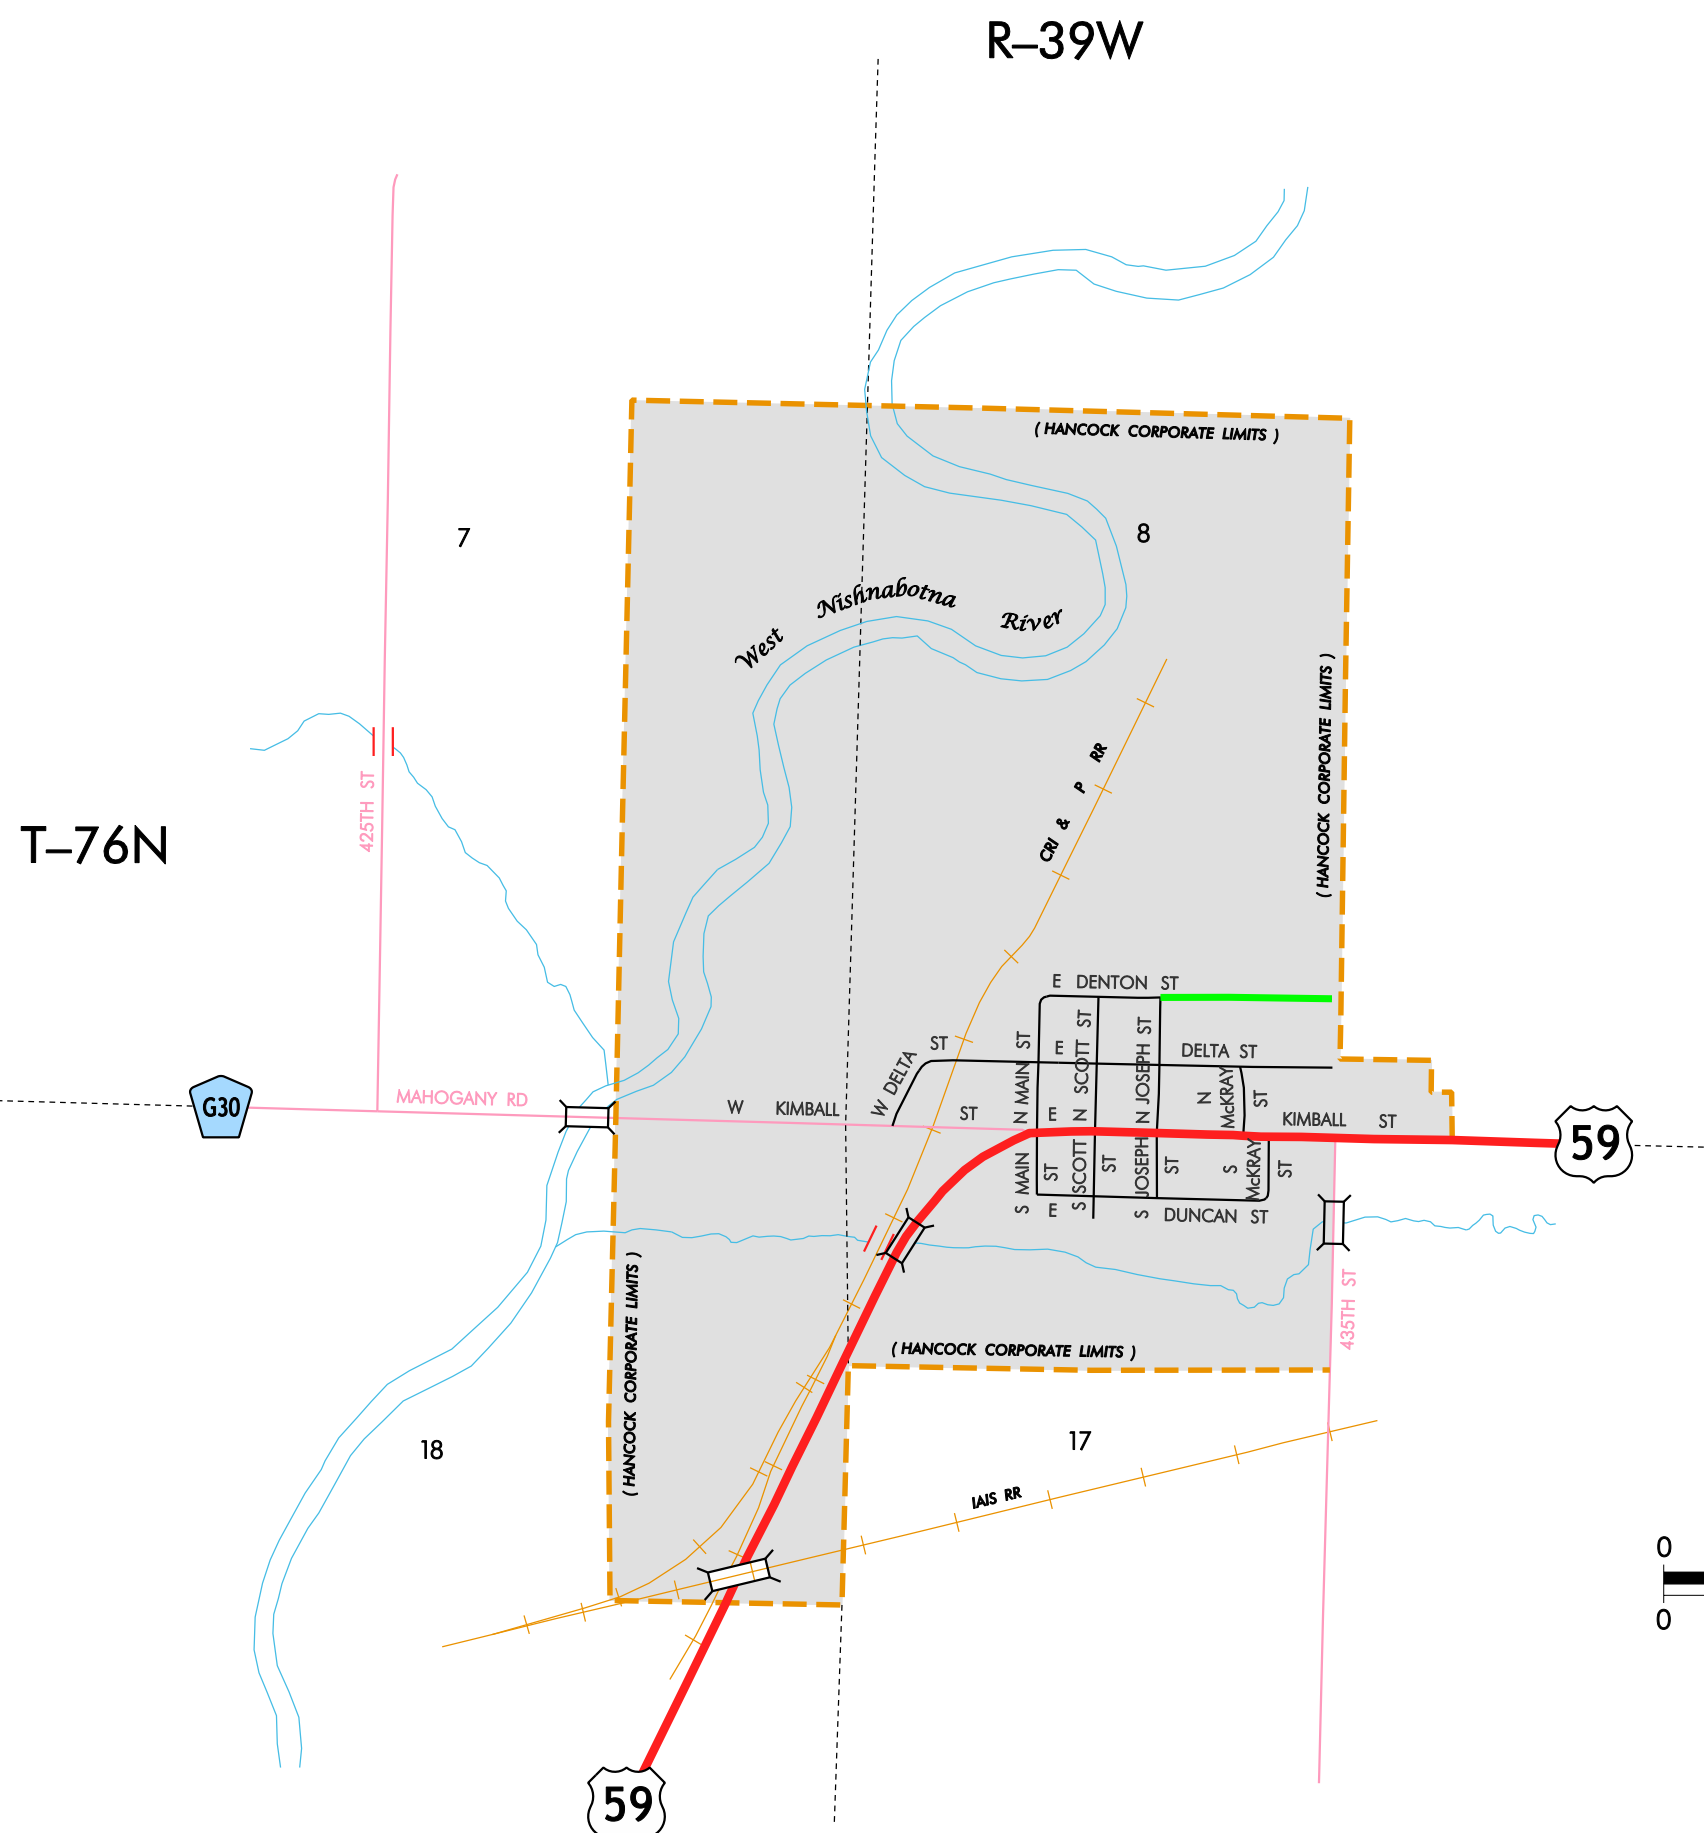 R–39W
( HANCOCK CORPORATE LIMITS )
7
8
West Nishnabotna River
( HANCOCK CORPORATE LIMITS )
CRI & P RR
425TH ST
T–76N
E DENTON ST
W DELTA ST
E DELTA ST
N MAIN ST
N SCOTT ST
N JOSEPH ST
N McKRAY ST
G30
MAHOGANY RD
W KIMBALL ST
E KIMBALL ST
59
S MAIN ST
S SCOTT ST
S JOSEPH ST
S McKRAY ST
E DUNCAN ST
( HANCOCK CORPORATE LIMITS )
435TH ST
( HANCOCK CORPORATE LIMITS )
18
17
IAIS RR
0
0
59